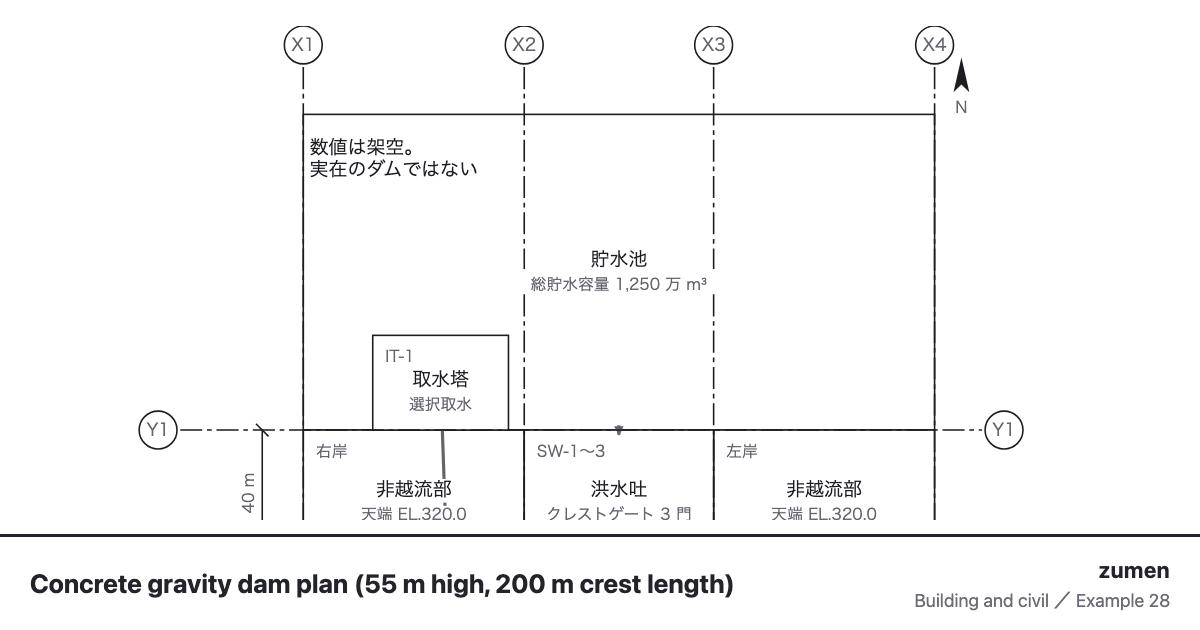 X1
X2
X3
X4
N
数値は架空。
実在のダムではない
貯水池
総貯水容量 1,250 万 m³
IT-1
取水塔
選択取水
Y1
Y1
右岸
SW-1〜3
左岸
40 m
非越流部
洪水吐
非越流部
天端 EL.320.0
クレストゲート 3 門
天端 EL.320.0
Concrete gravity dam plan (55 m high, 200 m crest length)
zumen
Building and civil ／ Example 28